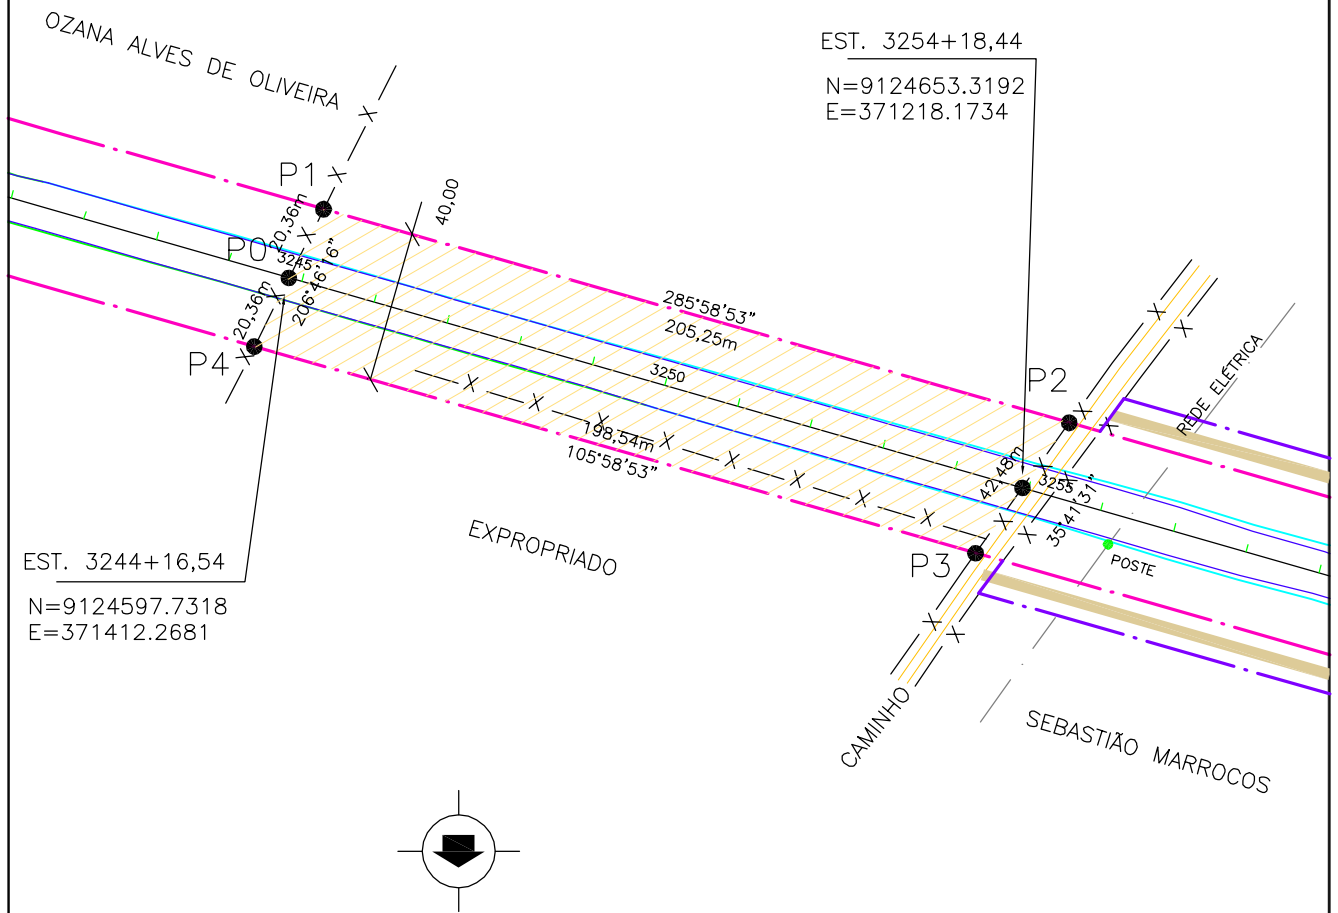 OZANA ALVES DE OLIVEIRA
EST. 3254+18,44
N=9124653.3192
E=371218.1734
P1
40,00
20,36m
P0
3245
206°46'16"
20,36m
P4
285°58'53"
205,25m
3250
P2
REDE ELÉTRICA
198,54m
105°58'53"
42,48m
3255
35°41'31"
P3
POSTE
EXPROPRIADO
EST. 3244+16,54
N=9124597.7318
E=371412.2681
CAMINHO
SEBASTIÃO MARROCOS